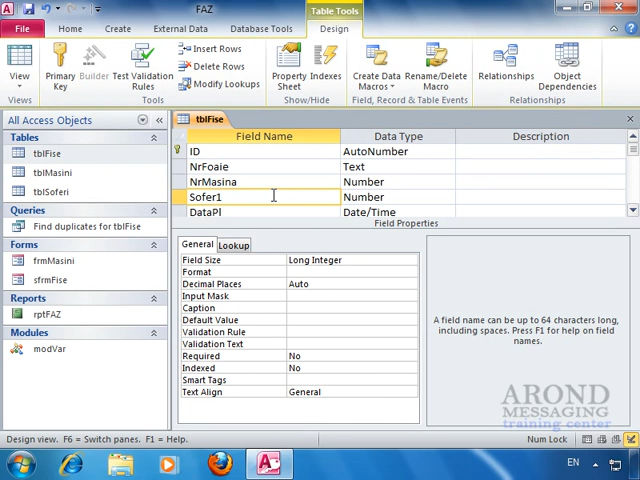 FAZ
Table Tools
File
Home
Create
External Data
Database Tools
Design
View
Primary Key
Builder
Test Validation Rules
Insert Rows
Delete Rows
Modify Lookups
Property Sheet
Indexes
Create Data Macros
Rename/Delete Macro
Relationships
Object Dependencies
Views
Tools
Show/Hide
Field, Record & Table Events
Relationships
All Access Objects
Tables
tblFise
tblMasini
tblSoferi
Queries
Find duplicates for tblFise
Forms
frmMasini
sfrmFise
Reports
rptFAZ
Modules
modVar
tblFise
Field Name Data Type Description
ID AutoNumber
NrFoaie Text
NrMasina Number
Sofer1 Number
DataPl Date/Time
Field Properties
General Lookup
Field Size Long Integer
Format
Decimal Places Auto
Input Mask
Caption
Default Value
Validation Rule
Validation Text
Required No
Indexed No
Smart Tags
Text Align General
A field name can be up to 64 characters long,
including spaces. Press F1 for help on field
names.
AROND
MESSAGING
training center
Design view. F6 = Switch panes. F1 = Help.
Num Lock
EN